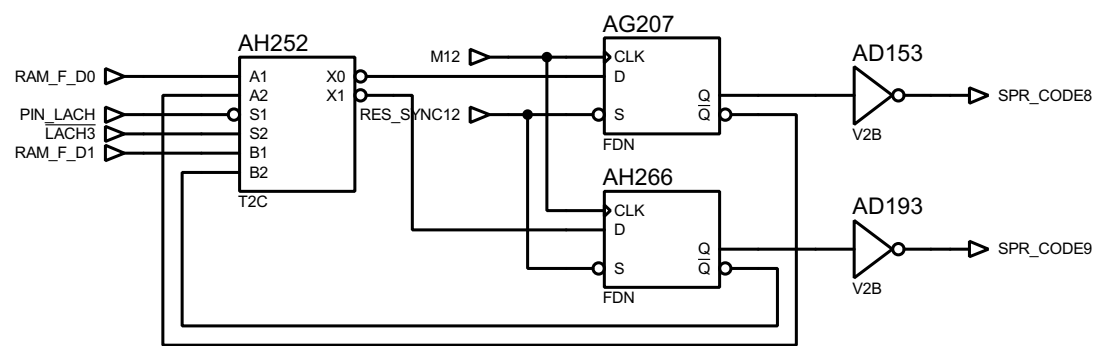 AG207
AH252
AD153
M12
CLK
RAM_F_D0
A1
X0
D
A2
X1
Q
SPR_CODE8
PIN_LACH
S1
RES_SYNC12
S
Q
LACH3
S2
V2B
RAM_F_D1
B1
FDN
B2
AH266
T2C
AD193
CLK
D
Q
SPR_CODE9
S
Q
V2B
FDN